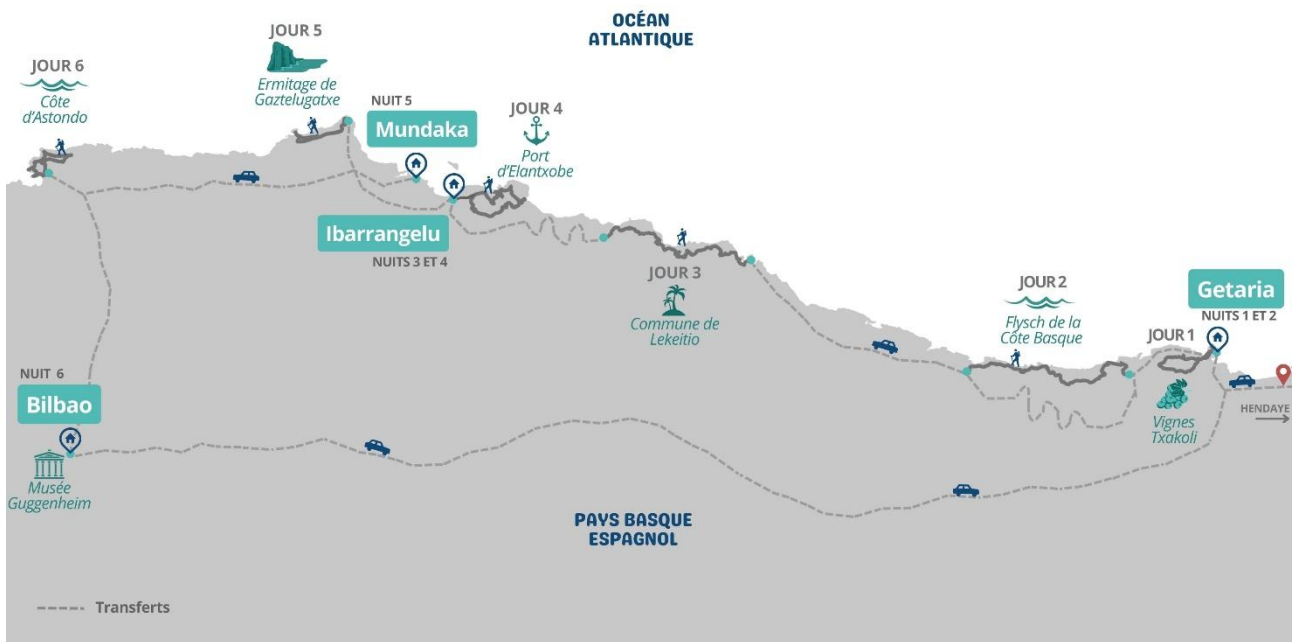 OCÉAN
ATLANTIQUE
JOUR 6
Côte
d'Astondo
JOUR 5
Ermitage de
Gaztelugatxe
NUIT 5
Mundaka
JOUR 4
Port
d'Elantxobe
Ibarrangelu
NUITS 3 ET 4
JOUR 3
Commune de
Lekeitio
JOUR 2
Flysch de la
Côte Basque
JOUR 1
Vignes
Txakoli
Getaria
NUITS 1 ET 2
HENDAYE
NUIT 6
Bilbao
Musée
Guggenheim
PAYS BASQUE
ESPAGNOL
Transferts